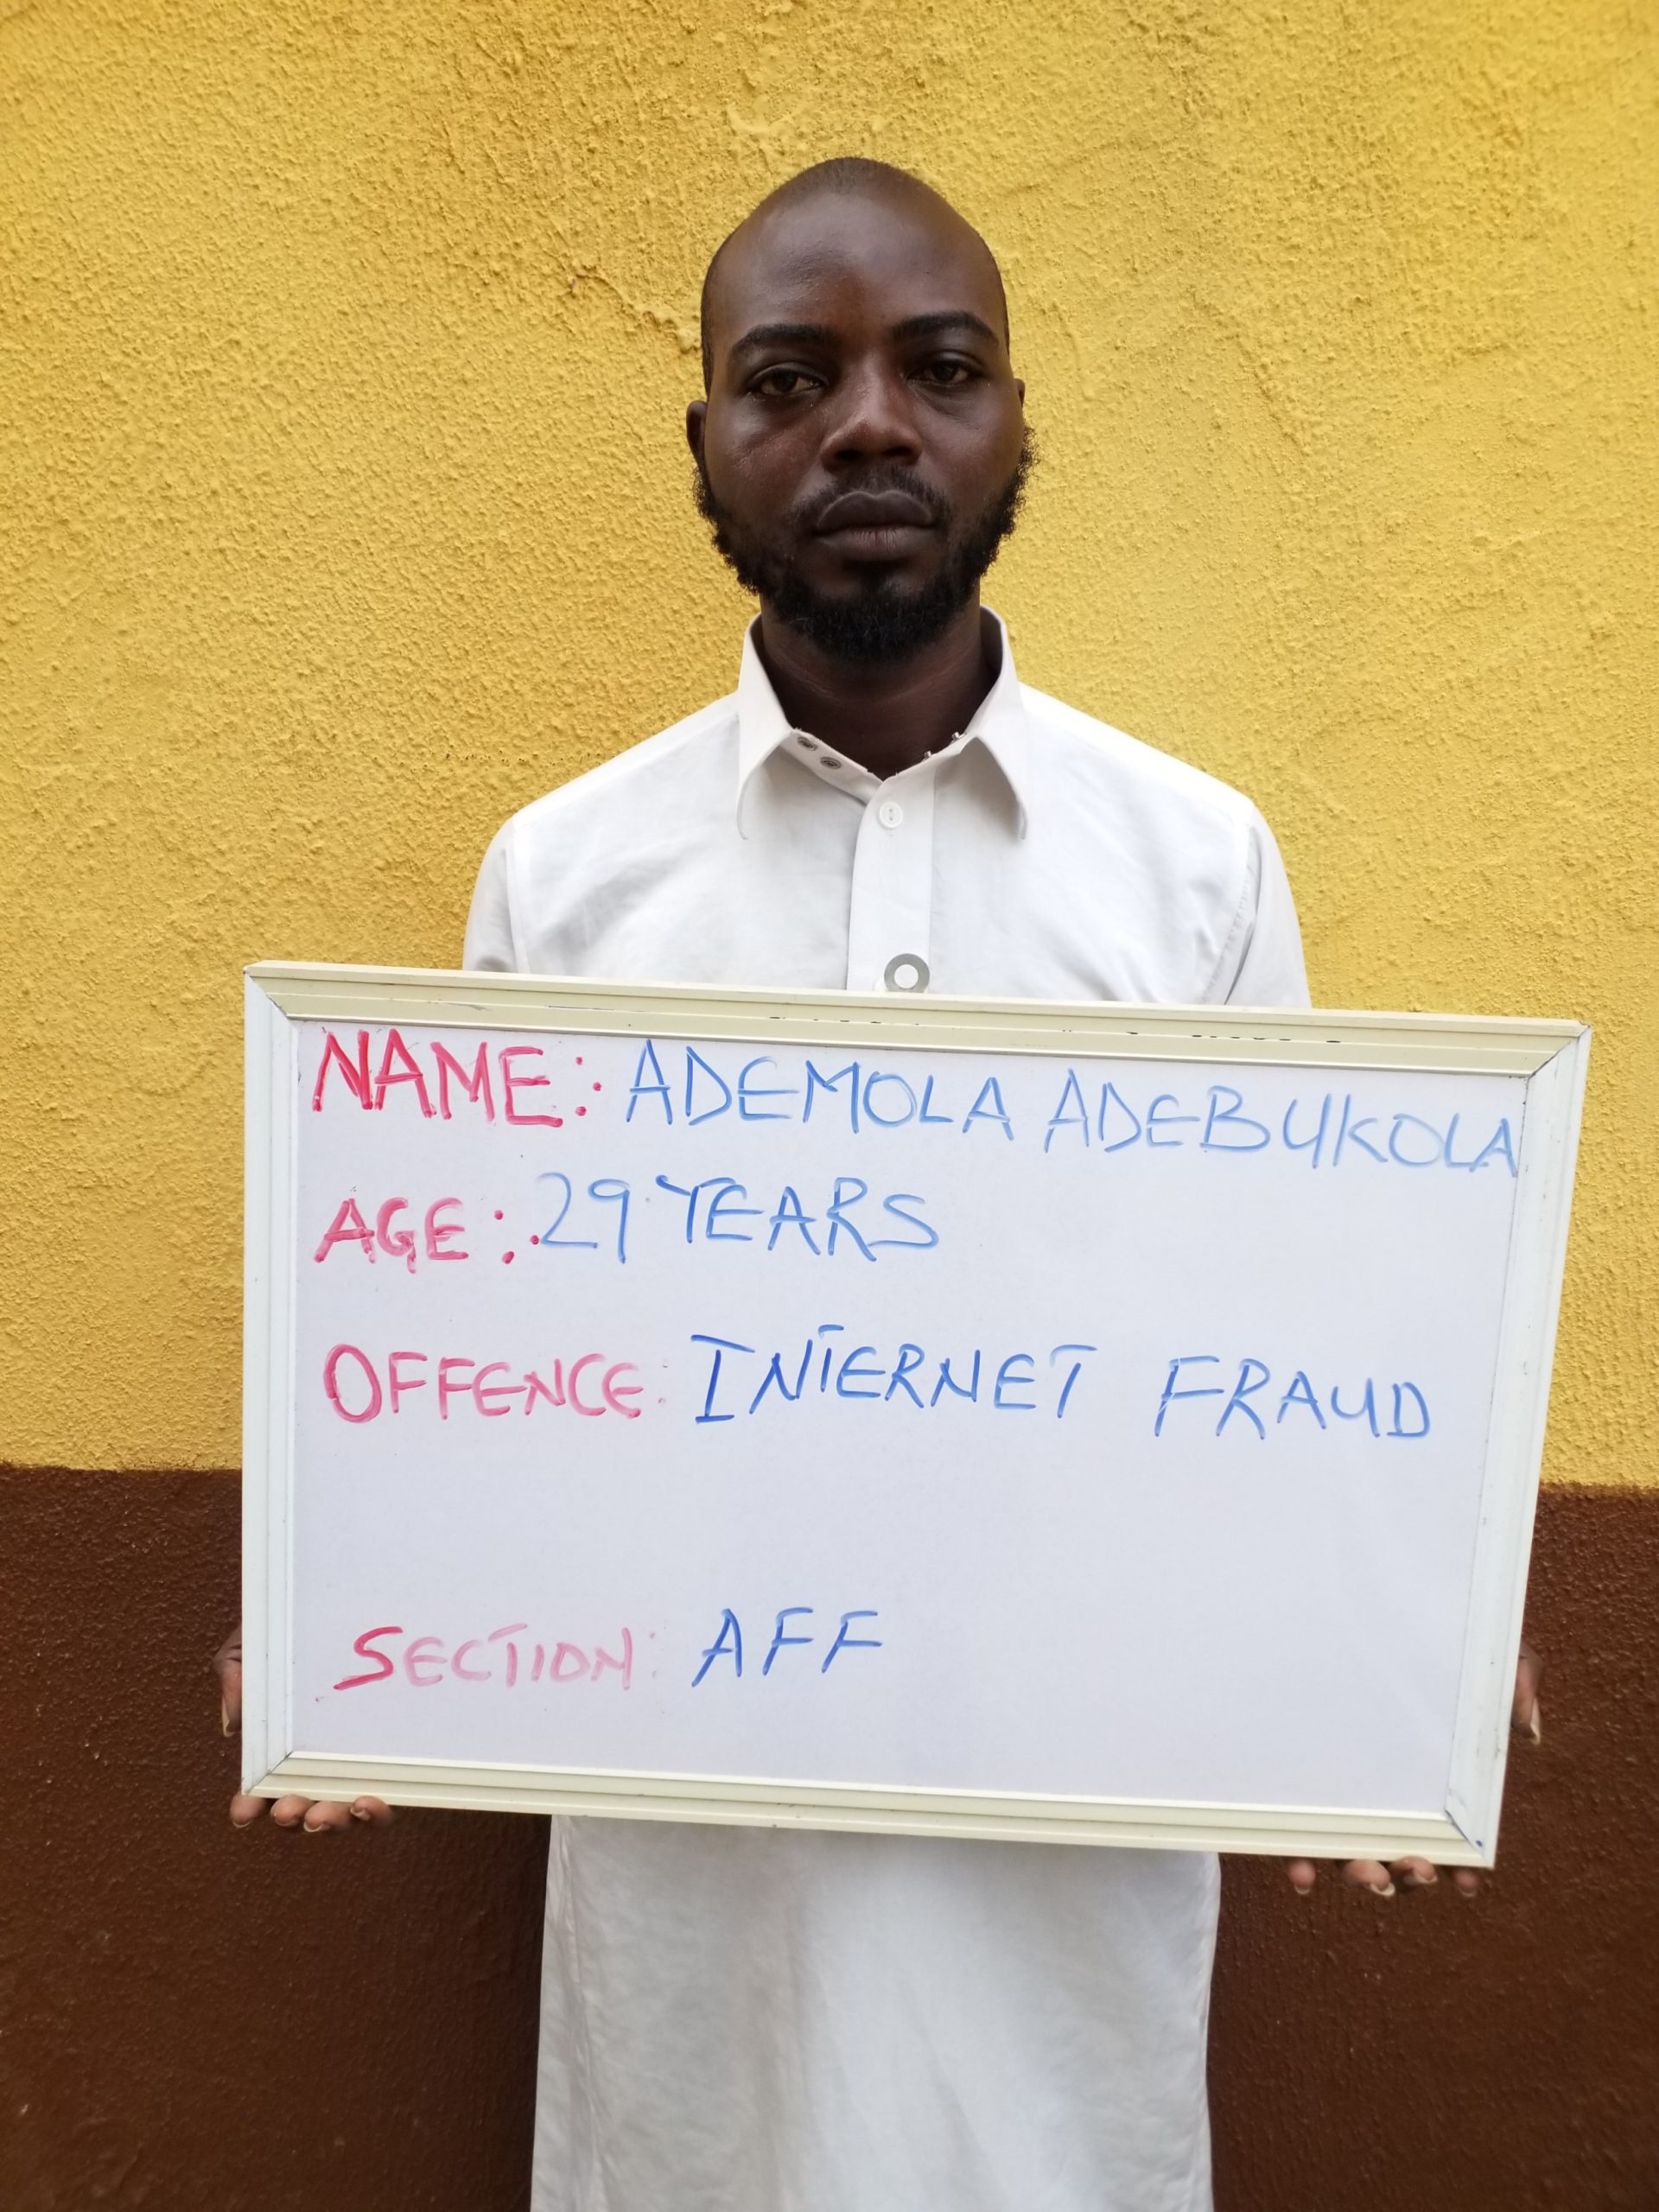 NAME: ADEMOLA ADEBUKOLA
AGE: 29 YEARS
OFFENCE: INTERNET FRAUD
SECTION: AFF